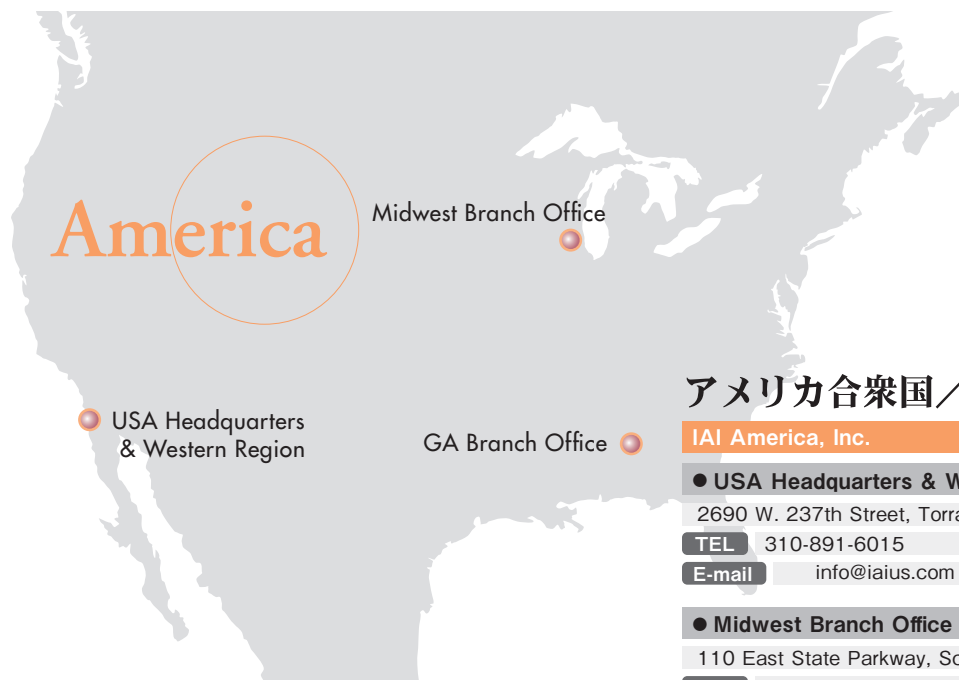 America
Midwest Branch Office
USA Headquarters
& Western Region
GA Branch Office
アメリカ合衆国／
IAI America, Inc.
● USA Headquarters &
2690 W. 237th Street,
TEL 310-891-6015
E-mail info@iaius.com
● Midwest Branch Office
110 East State Parkway,